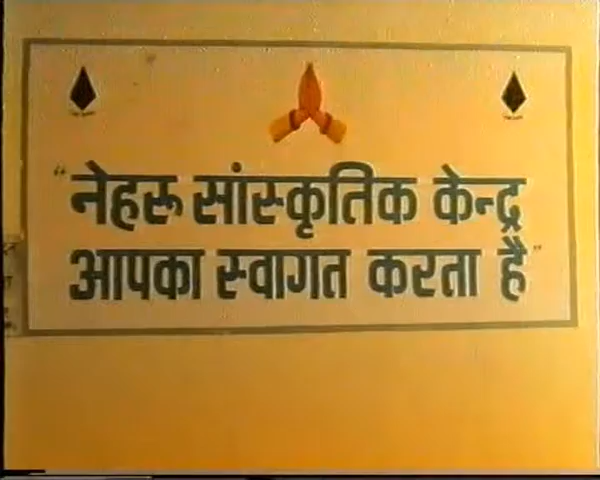 “नेहरू सांस्कृतिक केन्द्र
आपका स्वागत करता है”